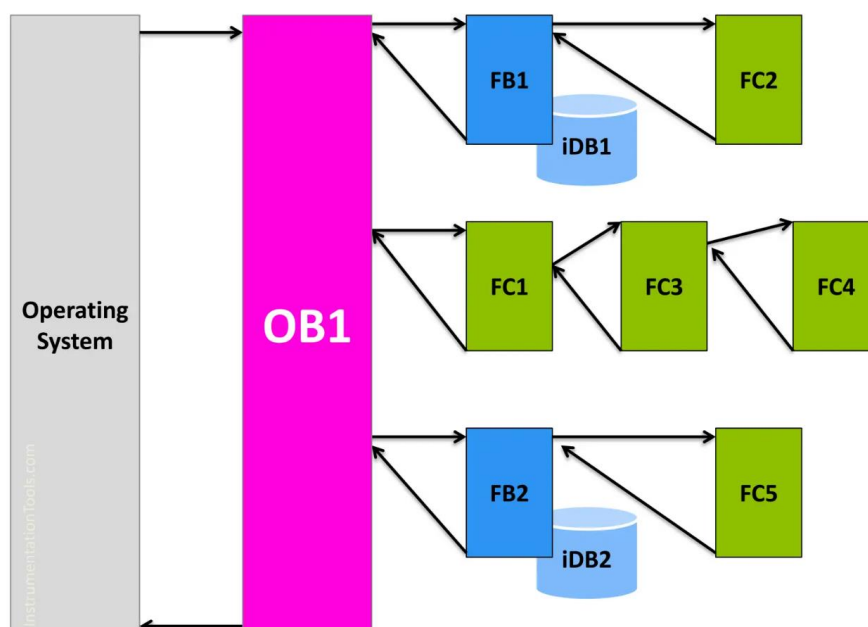 Operating
System
InstrumentationTools.com
OB1
FB1
iDB1
FC2
FC1
FC3
FC4
FB2
iDB2
FC5